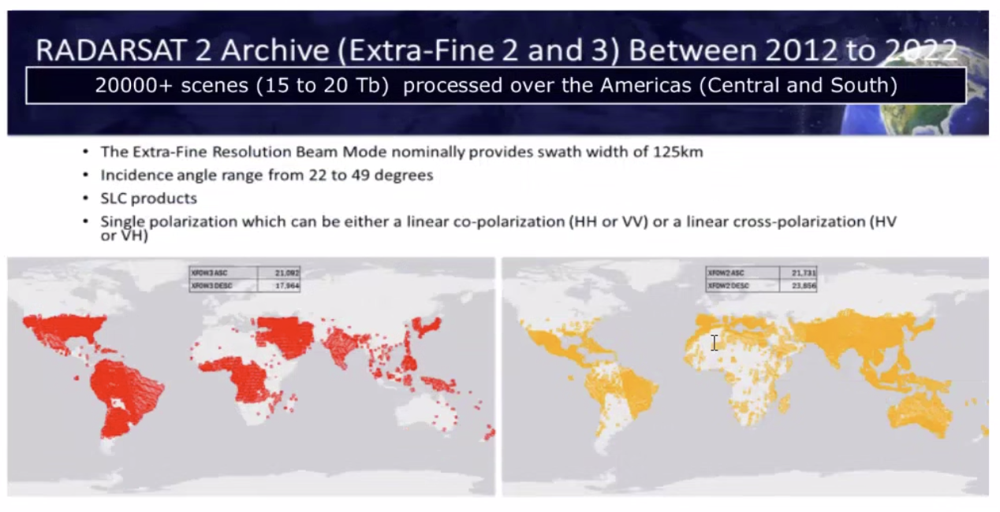 RADARSAT 2 Archive (Extra-Fine 2 and 3) Between 2012 to 2022
20000+ scenes (15 to 20 Tb) processed over the Americas (Central and South)
• The Extra-Fine Resolution Beam Mode nominally provides swath width of 125km
• Incidence angle range from 22 to 49 degrees
• SLC products
• Single polarization which can be either a linear co-polarization (HH or VV) or a linear cross-polarization (HV
or VH)
XF0W3 ASC 21,092
XF0W3 DESC 17,964
XF0W2 ASC 21,731
XF0W2 DESC 23,856